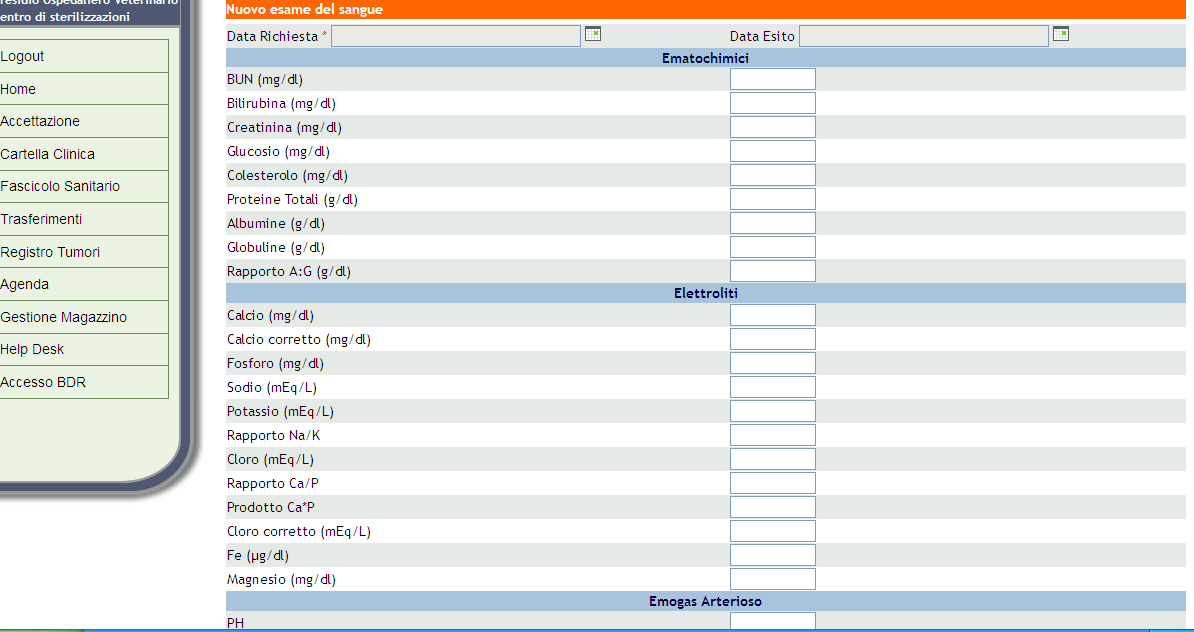 Presidio Ospedaliero Veterinario
entro di sterilizzazioni
Logout
Home
Accettazione
Cartella Clinica
Fascicolo Sanitario
Trasferimenti
Registro Tumori
Agenda
Gestione Magazzino
Help Desk
Accesso BDR
Nuovo esame del sangue
Data Richiesta * Data Esito
Ematochimici
BUN (mg/dl)
Bilirubina (mg/dl)
Creatinina (mg/dl)
Glucosio (mg/dl)
Colesterolo (mg/dl)
Proteine Totali (g/dl)
Albumine (g/dl)
Globuline (g/dl)
Rapporto A:G (g/dl)
Elettroliti
Calcio (mg/dl)
Calcio corretto (mg/dl)
Fosforo (mg/dl)
Sodio (mEq/L)
Potassio (mEq/L)
Rapporto Na/K
Cloro (mEq/L)
Rapporto Ca/P
Prodotto Ca*P
Cloro corretto (mEq/L)
Fe (µg/dl)
Magnesio (mg/dl)
Emogas Arterioso
PH